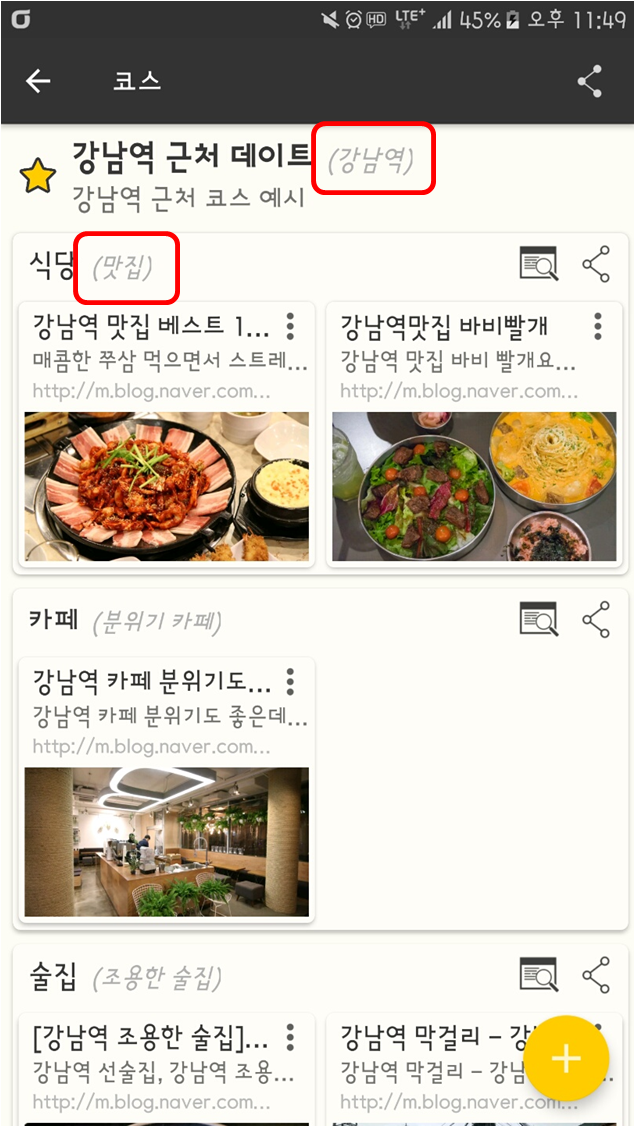 HD LTE+ 45% 오후 11:49
코스
강남역 근처 데이트 (강남역)
강남역 근처 코스 예시
식당 (맛집)
강남역 맛집 베스트 1...
매콤한 쭈삼 먹으면서 스트레...
http://m.blog.naver.com...
강남역맛집 바비빨개
강남역 맛집 바비 빨개요...
http://m.blog.naver.com...
카페 (분위기 카페)
강남역 카페 분위기도...
강남역 카페 분위기도 좋은데...
http://m.blog.naver.com...
술집 (조용한 술집)
[강남역 조용한 술집]...
강남역 선술집, 강남역 조용...
http://m.blog.naver.com...
강남역 막걸리 – 강
강남역 막걸리 – 강남...
http://m.blog.naver.com...